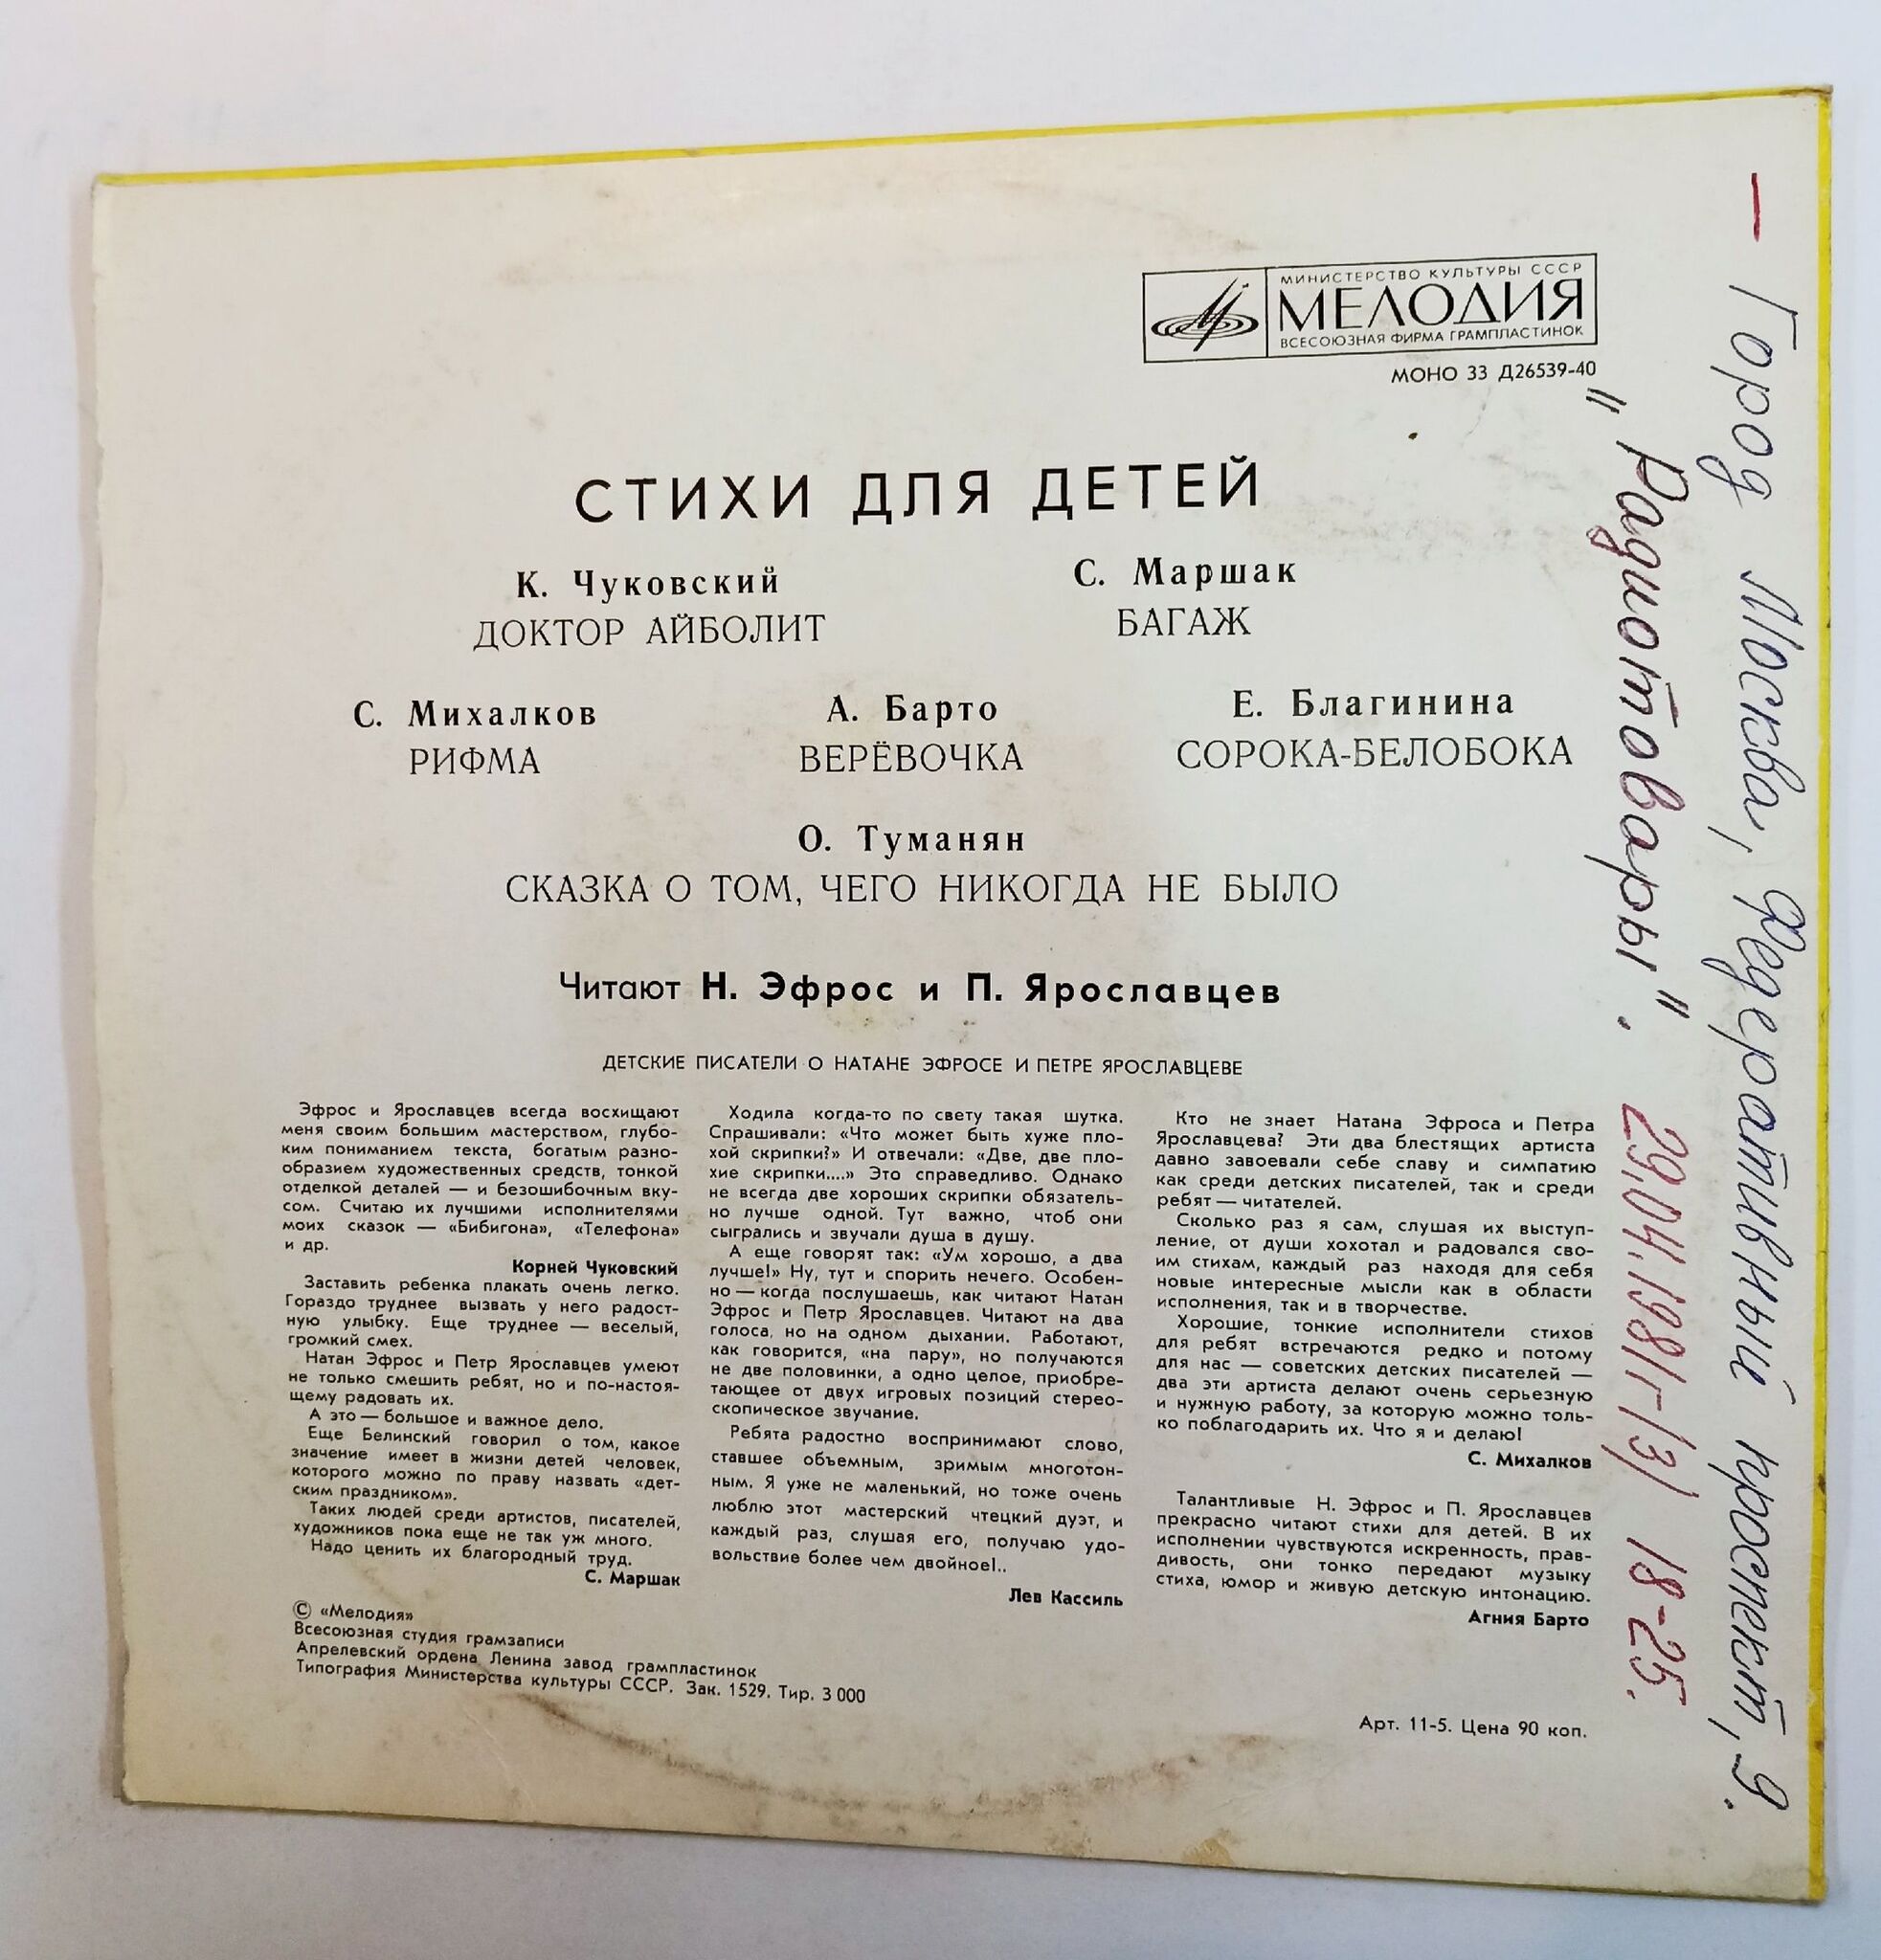 МИНИСТЕРСТВО КУЛЬТУРЫ СССР
МЕЛОДИЯ
ВСЕСОЮЗНАЯ ФИРМА ГРАМПЛАСТИНОК
МОНО 33 Д26539-40
СТИХИ ДЛЯ ДЕТЕЙ
К. Чуковский
ДОКТОР АЙБОЛИТ
С. Маршак
БАГАЖ
С. Михалков
РИФМА
А. Барто
ВЕРЁВОЧКА
Е. Благинина
СОРОКА-БЕЛОБОКА
О. Туманян
СКАЗКА О ТОМ, ЧЕГО НИКОГДА НЕ БЫЛО
Читают Н. Эфрос и П. Ярославцев
ДЕТСКИЕ ПИСАТЕЛИ О НАТАНЕ ЭФРОСЕ И ПЕТРЕ ЯРОСЛАВЦЕВЕ
Эфрос и Ярославцев всегда восхищают
меня своим большим мастерством, глубо-
ким пониманием текста, богатым разно-
образием художественных средств, тонкой
отделкой деталей — и безошибочным вку-
сом. Считаю их лучшими исполнителями
моих сказок — «Бибигона», «Телефона»
и др.
Корней Чуковский
Заставить ребенка плакать очень легко.
Гораздо труднее вызвать у него радост-
ную улыбку. Еще труднее — веселый,
громкий смех.
Натан Эфрос и Петр Ярославцев умеют
не только смешить ребят, но и по-настоя-
щему радовать их.
А это — большое и важное дело.
Еще Белинский говорил о том, какое
значение имеет в жизни детей человек,
которого можно по праву назвать «дет-
ским праздником».
Таких людей среди артистов, писателей,
художников пока еще не так уж много.
Надо ценить их благородный труд.
С. Маршак
Ходила когда-то по свету такая шутка.
Спрашивали: «Что может быть хуже пло-
хой скрипки?» И отвечали: «Две, две пло-
хие скрипки....» Это справедливо. Однако
не всегда две хороших скрипки обязатель-
но лучше одной. Тут важно, чтоб они
сыгрались и звучали душа в душу.
А еще говорят так: «Ум хорошо, а два
лучше!» Ну, тут и спорить нечего. Особен-
но — когда послушаешь, как читают Натан
Эфрос и Петр Ярославцев. Читают на два
голоса, но на одном дыхании. Работают,
как говорится, «на пару», но получаются
не две половинки, а одно целое, приобре-
тающее от двух игровых позиций стерео-
скопическое звучание.
Ребята радостно воспринимают слово,
ставшее объемным, зримым многотон-
ным. Я уже не маленький, но тоже очень
люблю этот мастерский чтецкий дуэт, и
каждый раз, слушая его, получаю удо-
вольствие более чем двойное!..
Лев Кассиль
Кто не знает Натана Эфроса и Петра
Ярославцева? Эти два блестящих артиста
давно завоевали себе славу и симпатию
как среди детских писателей, так и среди
ребят — читателей.
Сколько раз я сам, слушая их выступ-
ление, от души хохотал и радовался сво-
им стихам, каждый раз находя для себя
новые интересные мысли как в области
исполнения, так и в творчестве.
Хорошие, тонкие исполнители стихов
для ребят встречаются редко и потому
для нас — советских детских писателей —
два эти артиста делают очень серьезную
и нужную работу, за которую можно толь-
ко поблагодарить их. Что я и делаю!
С. Михалков
Талантливые Н. Эфрос и П. Ярославцев
прекрасно читают стихи для детей. В их
исполнении чувствуются искренность, прав-
дивость, они тонко передают музыку
стиха, юмор и живую детскую интонацию.
Агния Барто
© «Мелодия»
Всесоюзная студия грамзаписи
Апрелевский ордена Ленина завод грампластинок
Типография Министерства культуры СССР. Зак. 1529. Тир. 3 000
Арт. 11-5. Цена 90 коп.
— Город Москва, Федеративный проспект, 9.
"Радиотовары". 29.04.1981г. /3/ 18-25.